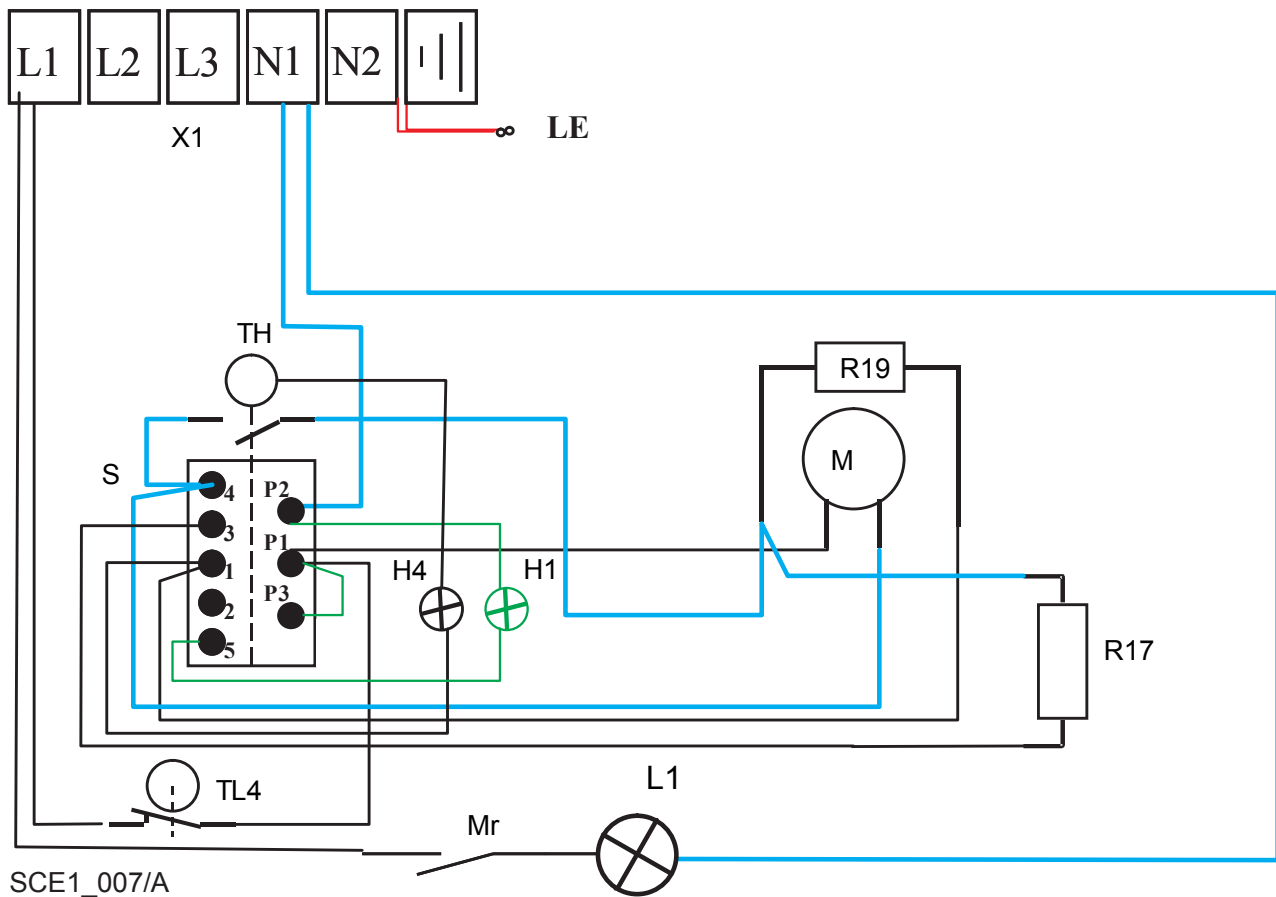 L1 L2 L3 N1 N2
X1
LE
TH
R19
M
S
4 P2
3
P1
1
H4 H1
2 P3
5
R17
TL4
L1
Mr
SCE1_007/A